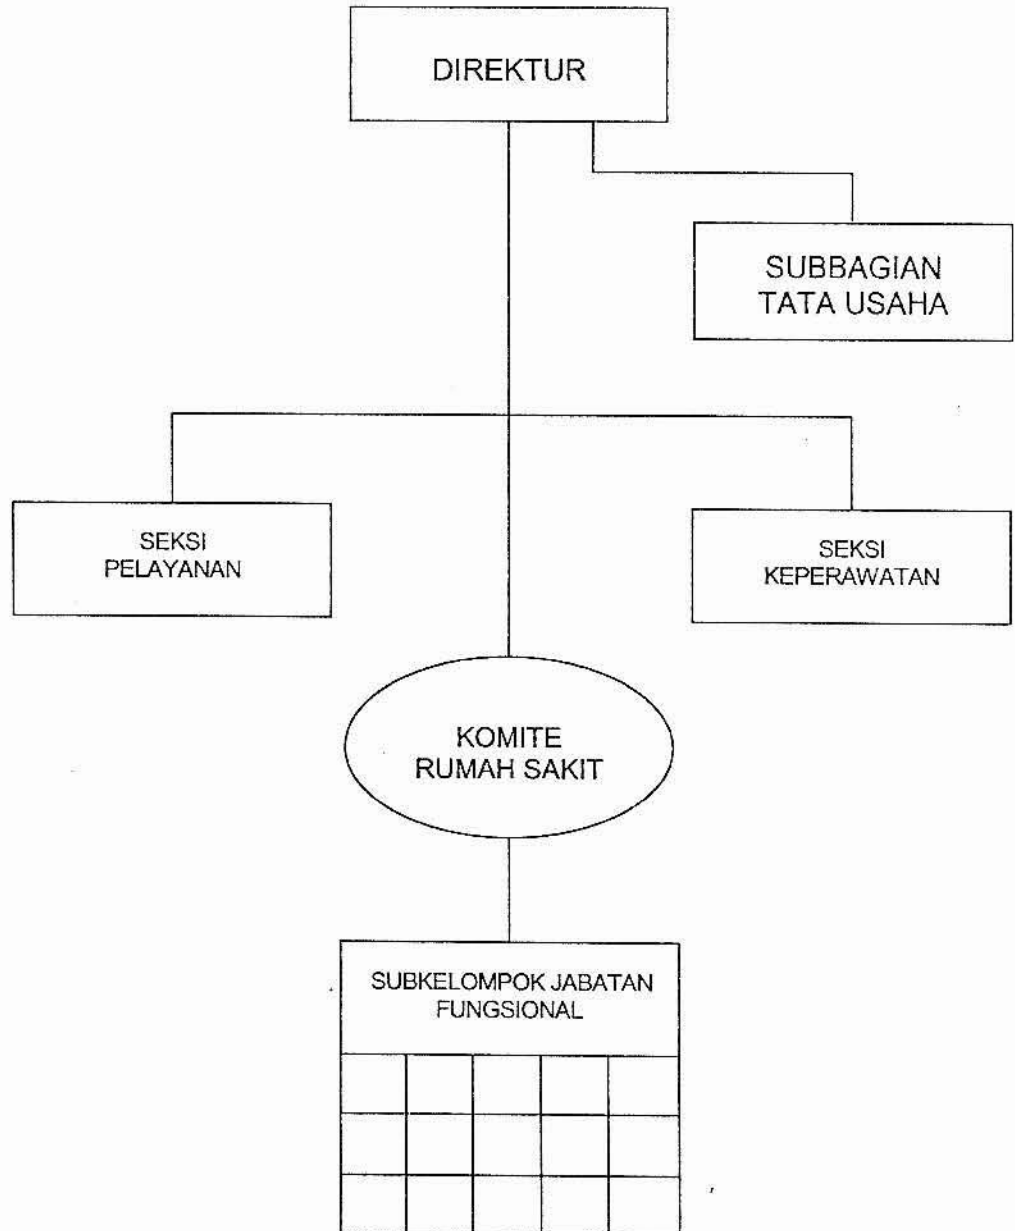 DIREKTUR
SUBBAGIAN
TATA USAHA
SEKSI
PELAYANAN
SEKSI
KEPERAWATAN
KOMITE
RUMAH SAKIT
SUBKELOMPOK JABATAN
FUNGSIONAL